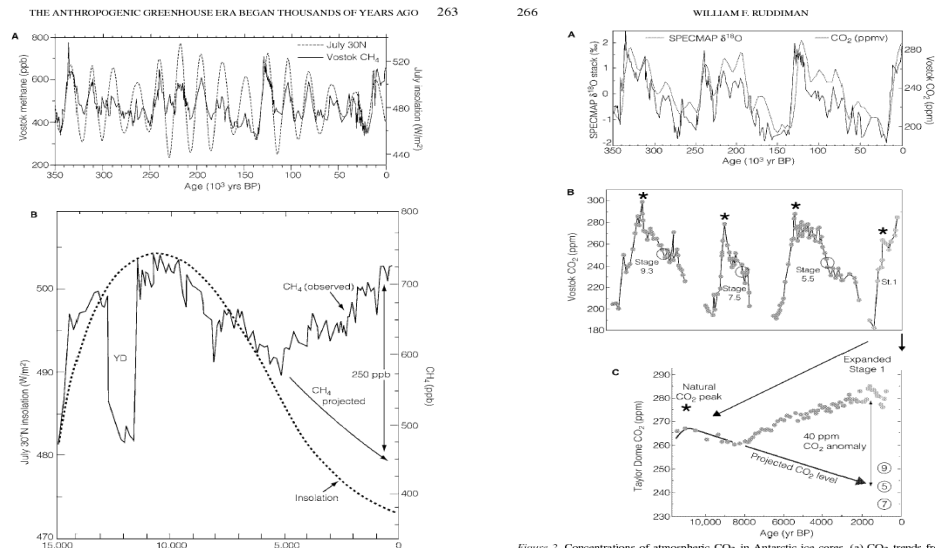 THE ANTHROPOGENIC GREENHOUSE ERA BEGAN THOUSANDS OF YEARS AGO 263
A
800
600
400
200
Vostok methane (ppb)
July 30N
Vostok CH4
520
480
440
July insolation (W/m²)
350 300 250 200 150 100 50 0
Age (10³ yrs BP)
B
500
490
480
470
July 30°N insolation (W/m²)
YD
CH4 (observed)
250 ppb
CH4
projected
Insolation
800
700
600
500
400
CH4 (ppb)
15,000 10,000 5,000 0
266 WILLIAM F. RUDDIMAN
A
SPECMAP δ¹⁸O
CO2 (ppmv)
2
1
0
-1
-2
SPECMAP δ¹⁸O stack (‰)
280
240
200
Vostok CO2 (ppmv)
350 300 250 200 150 100 50 0
Age (10³ yr BP)
B
300
280
260
240
220
200
180
Vostok CO2 (ppm)
* * * *
Stage
9.3
Stage
7.5
Stage
5.5
St.1
Expanded
Stage 1
C
290
280
270
260
250
240
230
Taylor Dome CO2 (ppm)
Natural
CO2 peak
*
40 ppm
CO2 anomaly
Projected CO2 level
9
5
7
10,000 8000 6000 4000 2000 0
Age (yr BP)
Figure 2. Concentrations of atmospheric CO2 in Antarctic ice cores. (a) CO2 trends fr